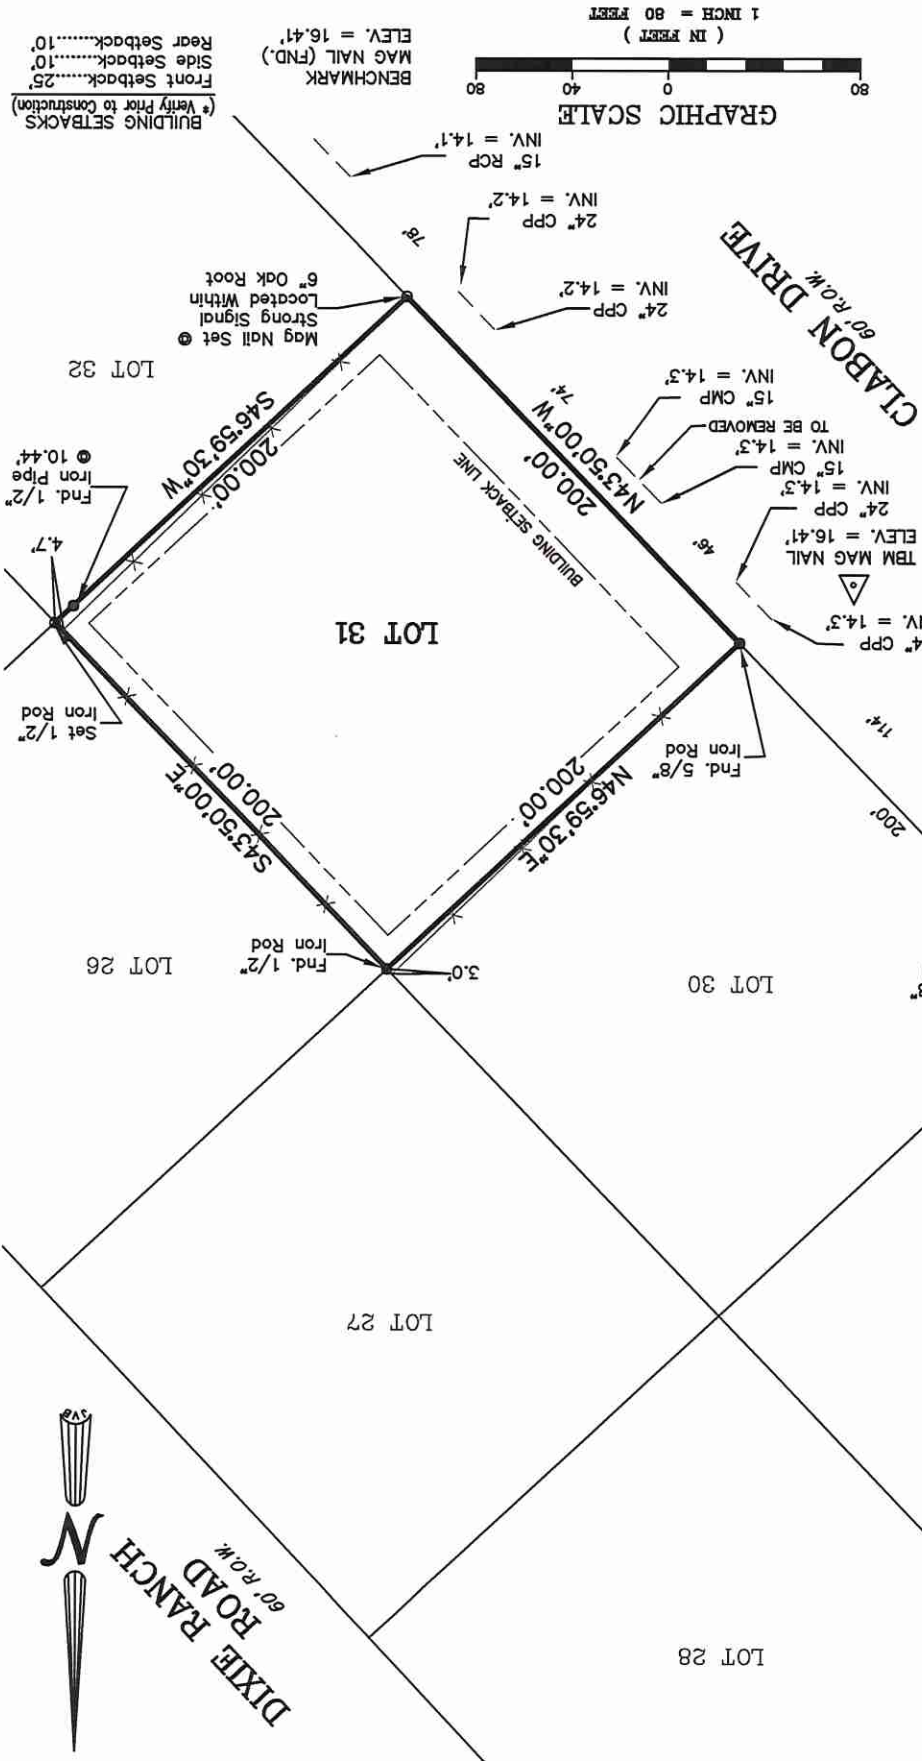 LOT 28
DIXIE RANCH
ROAD
60' R.O.W.
N
JVB
LOT 27
LOT 30
3.0'
Fnd. 1/2"
Iron Rod
LOT 26
8"
200'
114'
Fnd. 5/8"
Iron Rod
N46°59'30"E
200.00'
S43°50'00"E
200.00'
Set 1/2"
Iron Rod
4.7'
Fnd. 1/2"
Iron Pipe
@ 10.44'
LOT 31
4" CPP
V. = 14.3'
TBM MAG NAIL
ELEV. = 16.41'
24" CPP
INV. = 14.3'
46'
15" CMP
INV. = 14.3'
TO BE REMOVED
15" CMP
INV. = 14.3'
BUILDING SETBACK LINE
N43°50'00"W
200.00'
74'
S46°59'30"W
200.00'
LOT 32
CLABON DRIVE
60' R.O.W.
24" CPP
INV. = 14.2'
24" CPP
INV. = 14.2'
Mag Nail Set @
Strong Signal
Located Within
6" Oak Root
78'
15" RCP
INV. = 14.1'
GRAPHIC SCALE
80 0 40 80
( IN FEET )
1 INCH = 80 FEET
BENCHMARK
MAG NAIL (FND.)
ELEV. = 16.41'
BUILDING SETBACKS
(* Verify Prior to Construction)
Front Setback......25'
Side Setback........10'
Rear Setback........10'